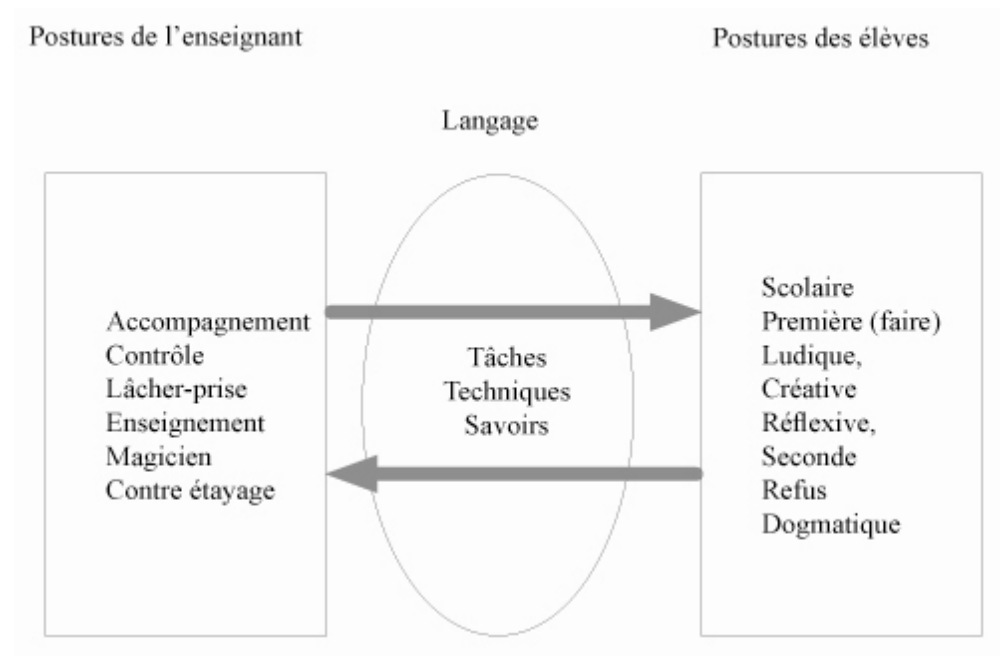 Postures de l'enseignant
Postures des élèves
Langage
Accompagnement
Contrôle
Lâcher-prise
Enseignement
Magicien
Contre étayage
Tâches
Techniques
Savoirs
Scolaire
Première (faire)
Ludique,
Créative
Réflexive,
Seconde
Refus
Dogmatique